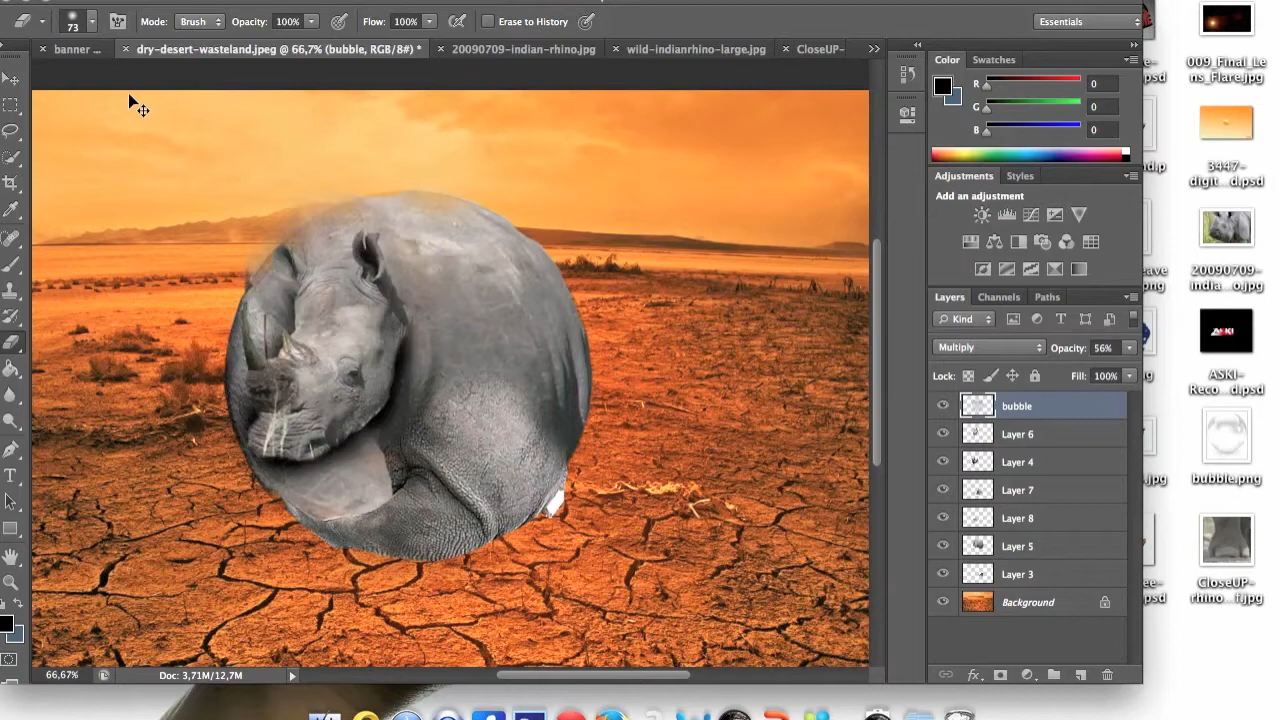 73
Mode: Brush Opacity: 100% Flow: 100% Erase to History Essentials
banner ... dry-desert-wasteland.jpeg @ 66,7% (bubble, RGB/8#) * 20090709-indian-rhino.jpg wild-indianrhino-large.jpg CloseUP-
Color Swatches
R 0
G 0
B 0
Adjustments Styles
Add an adjustment
Layers Channels Paths
Kind
Multiply Opacity: 56%
Lock: Fill: 100%
bubble
Layer 6
Layer 4
Layer 7
Layer 8
Layer 5
Layer 3
Background
66,67% Doc: 3,71M/12,7M
fx
009_Final_Le
ns_Flare.jpg
3447-
digit...d.psd
20090709-
india...o.jpg
ASKI
ASKI-
Reco...d.psd
bubble.png
CloseUP-
rhino...f.jpg